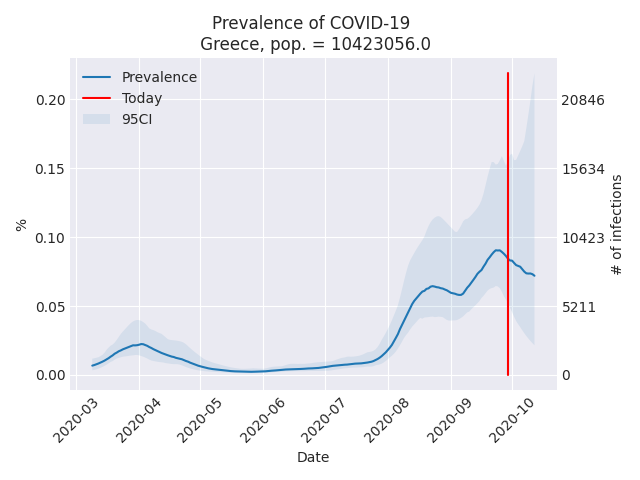 Prevalence of COVID-19
Greece, pop. = 10423056.0
Prevalence
Today
95CI
0.20
0.15
0.10
0.05
0.00
%
20846
15634
10423
5211
0
# of infections
2020-03
2020-04
2020-05
2020-06
2020-07
2020-08
2020-09
2020-10
Date